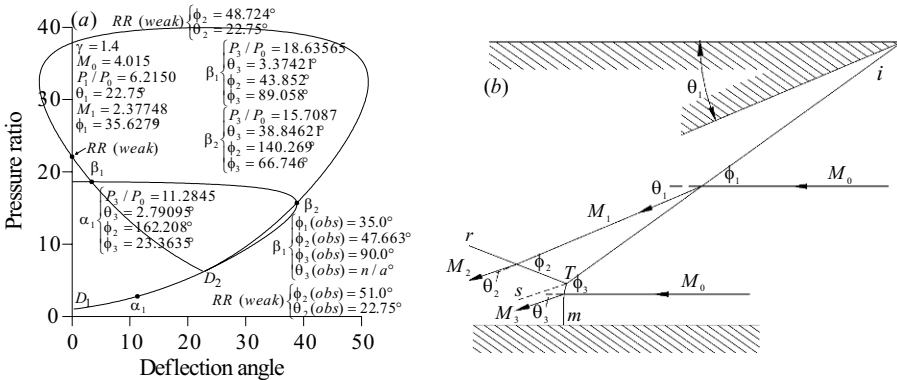 (a)
RR (weak) { ϕ₂ = 48.724°
θ₂ = 22.75°
γ = 1.4
M₀ = 4.015
P₁ / P₀ = 6.2150
θ₁ = 22.75°
M₁ = 2.37748
ϕ₁ = 35.6279°
β₁ { P₃ / P₀ = 18.63565
θ₃ = 3.37421°
ϕ₂ = 43.852°
ϕ₃ = 89.058°
β₂ { P₃ / P₀ = 15.7087
θ₃ = 38.84621°
ϕ₂ = 140.269°
ϕ₃ = 66.746°
RR (weak)
β₁
α₁ { P₃ / P₀ = 11.2845
θ₃ = 2.79095°
ϕ₂ = 162.208°
ϕ₃ = 23.3635°
β₂
β₁ { ϕ₁ (obs) = 35.0°
ϕ₂ (obs) = 47.663°
ϕ₃ (obs) = 90.0°
θ₃ (obs) = n / a°
D₂
RR (weak) { ϕ₂ (obs) = 51.0°
θ₂ (obs) = 22.75°
D₁
α₁
40
30
20
10
0
0 10 20 30 40 50
Pressure ratio
Deflection angle
(b)
i
θ₁
θ₁
ϕ₁
M₀
M₁
r
M₂
θ₂
ϕ₂
T
ϕ₃
s
M₀
M₃
θ₃
m